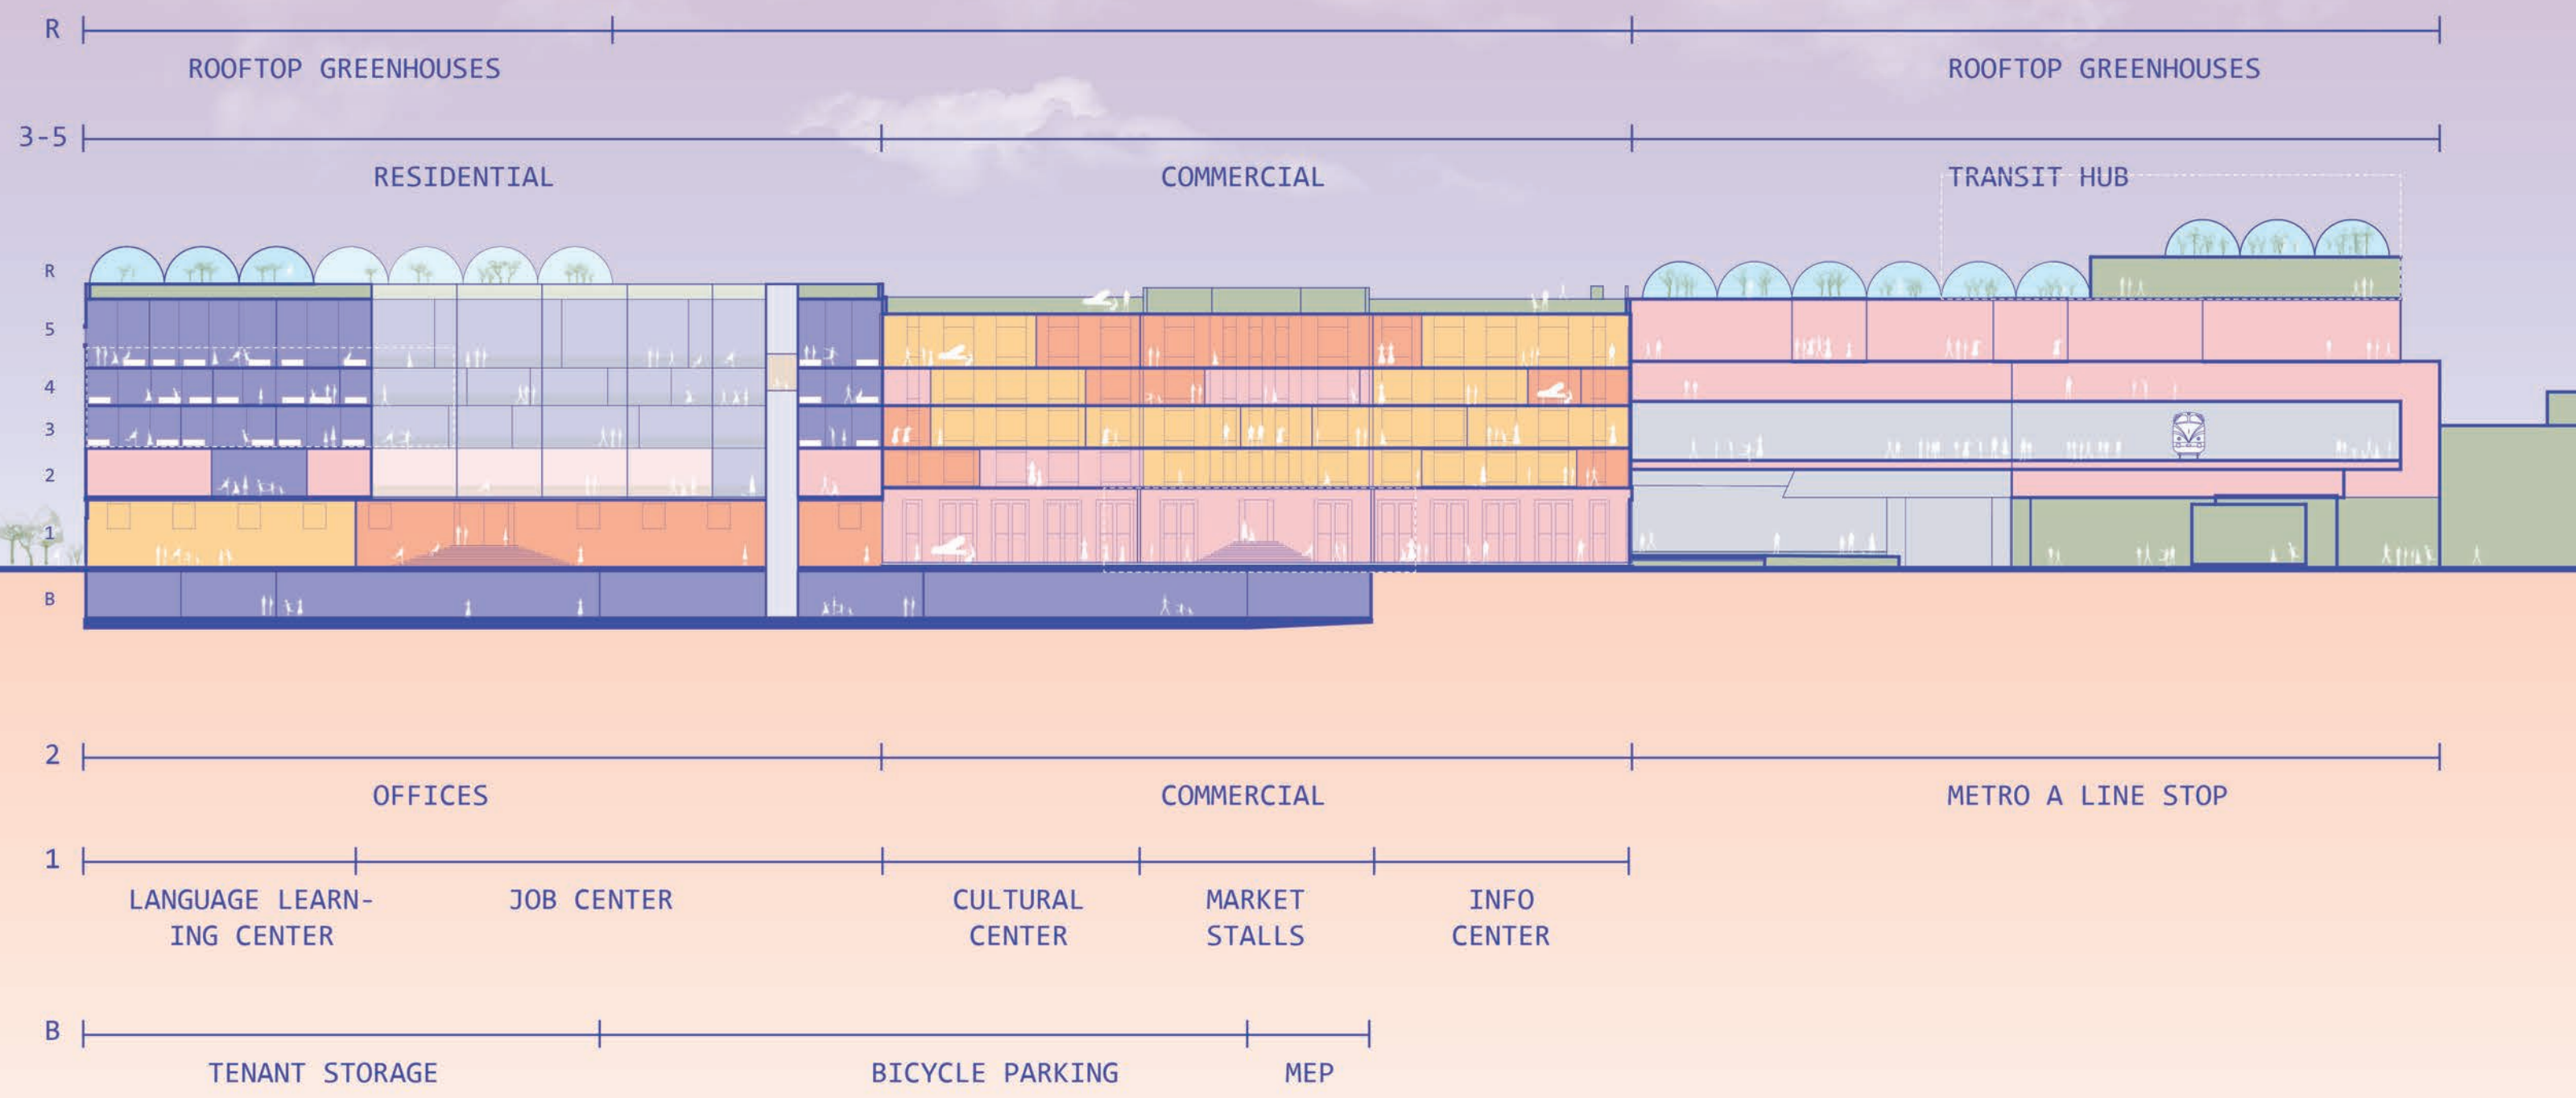 R
ROOFTOP GREENHOUSES
ROOFTOP GREENHOUSES
3-5
RESIDENTIAL
COMMERCIAL
TRANSIT HUB
R
5
4
3
2
1
B
2
OFFICES
COMMERCIAL
METRO A LINE STOP
1
LANGUAGE LEARN-
ING CENTER
JOB CENTER
CULTURAL
CENTER
MARKET
STALLS
INFO
CENTER
B
TENANT STORAGE
BICYCLE PARKING
MEP